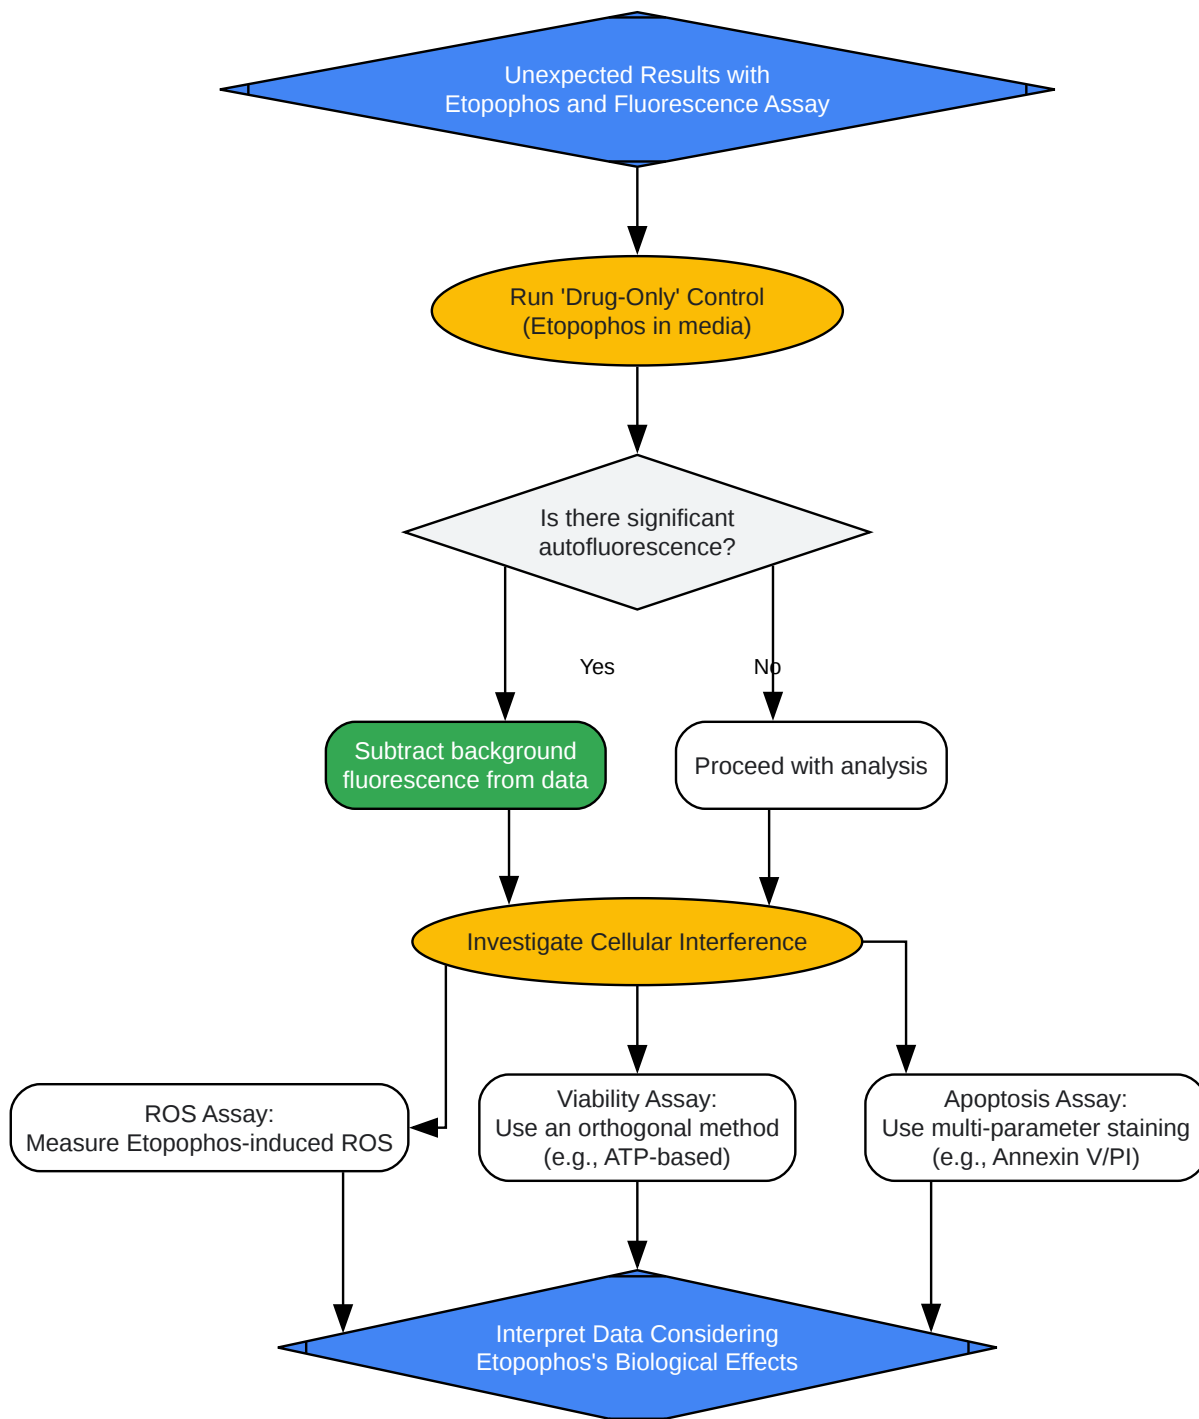 Unexpected Results with
Etopophos and Fluorescence Assay
Run 'Drug-Only' Control
(Etopophos in media)
Is there significant
autofluorescence?
Yes
No
Subtract background
fluorescence from data
Proceed with analysis
Investigate Cellular Interference
ROS Assay:
Measure Etopophos-induced ROS
Viability Assay:
Use an orthogonal method
(e.g., ATP-based)
Apoptosis Assay:
Use multi-parameter staining
(e.g., Annexin V/PI)
Interpret Data Considering
Etopophos's Biological Effects